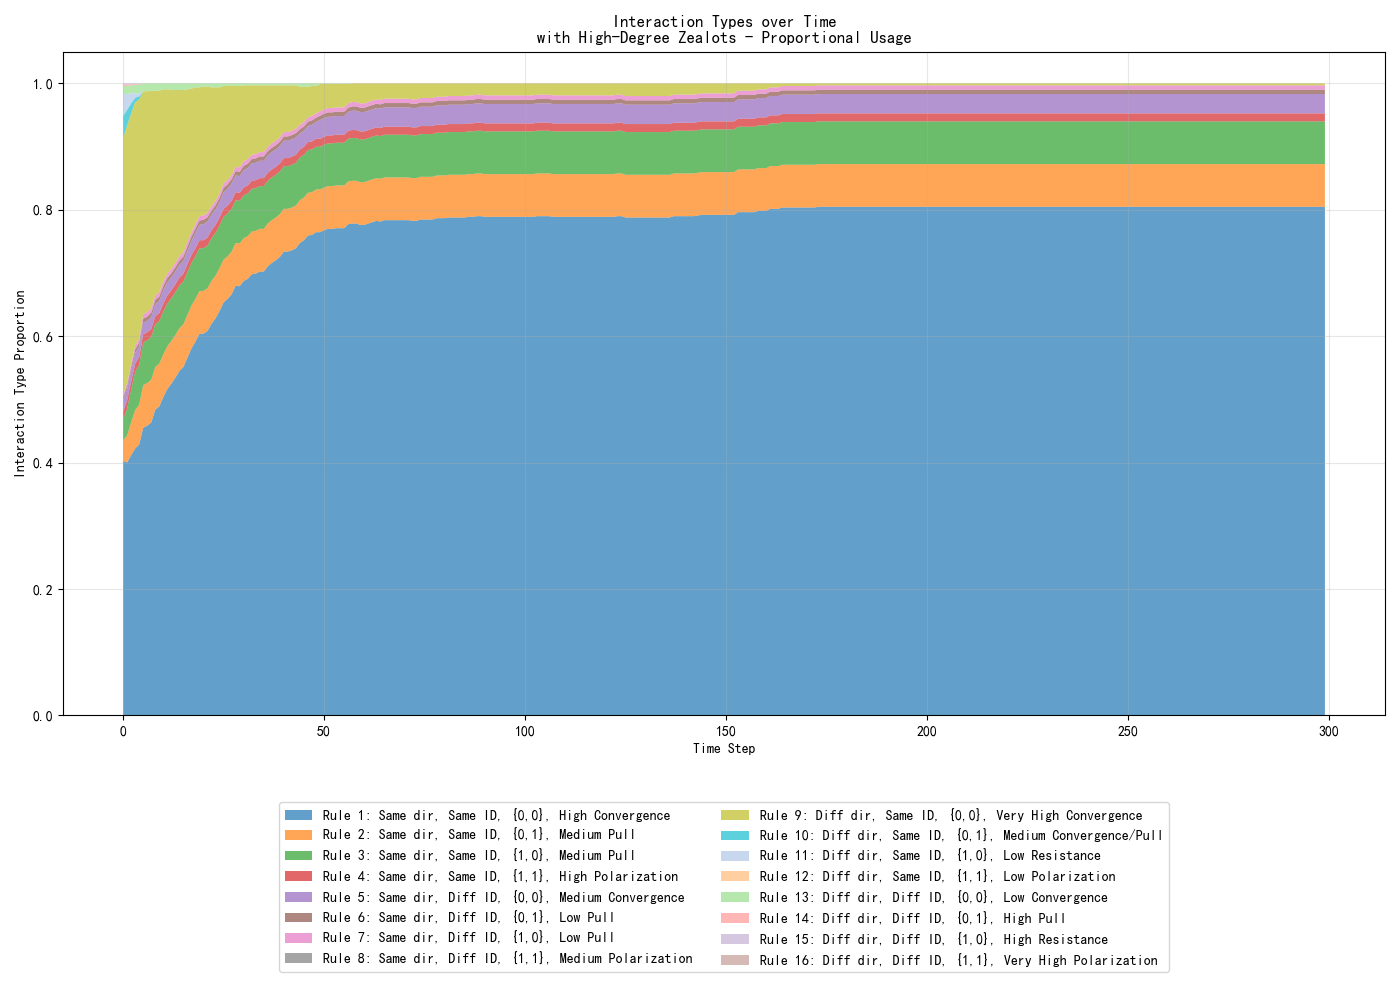 Interaction Types over Time
with High-Degree Zealots - Proportional Usage
Interaction Type Proportion
1.0
0.8
0.6
0.4
0.2
0.0
0
50
100
150
200
250
300
Time Step
Rule 1: Same dir, Same ID, {0,0}, High Convergence
Rule 2: Same dir, Same ID, {0,1}, Medium Pull
Rule 3: Same dir, Same ID, {1,0}, Medium Pull
Rule 4: Same dir, Same ID, {1,1}, High Polarization
Rule 5: Same dir, Diff ID, {0,0}, Medium Convergence
Rule 6: Same dir, Diff ID, {0,1}, Low Pull
Rule 7: Same dir, Diff ID, {1,0}, Low Pull
Rule 8: Same dir, Diff ID, {1,1}, Medium Polarization
Rule 9: Diff dir, Same ID, {0,0}, Very High Convergence
Rule 10: Diff dir, Same ID, {0,1}, Medium Convergence/Pull
Rule 11: Diff dir, Same ID, {1,0}, Low Resistance
Rule 12: Diff dir, Same ID, {1,1}, Low Polarization
Rule 13: Diff dir, Diff ID, {0,0}, Low Convergence
Rule 14: Diff dir, Diff ID, {0,1}, High Pull
Rule 15: Diff dir, Diff ID, {1,0}, High Resistance
Rule 16: Diff dir, Diff ID, {1,1}, Very High Polarization